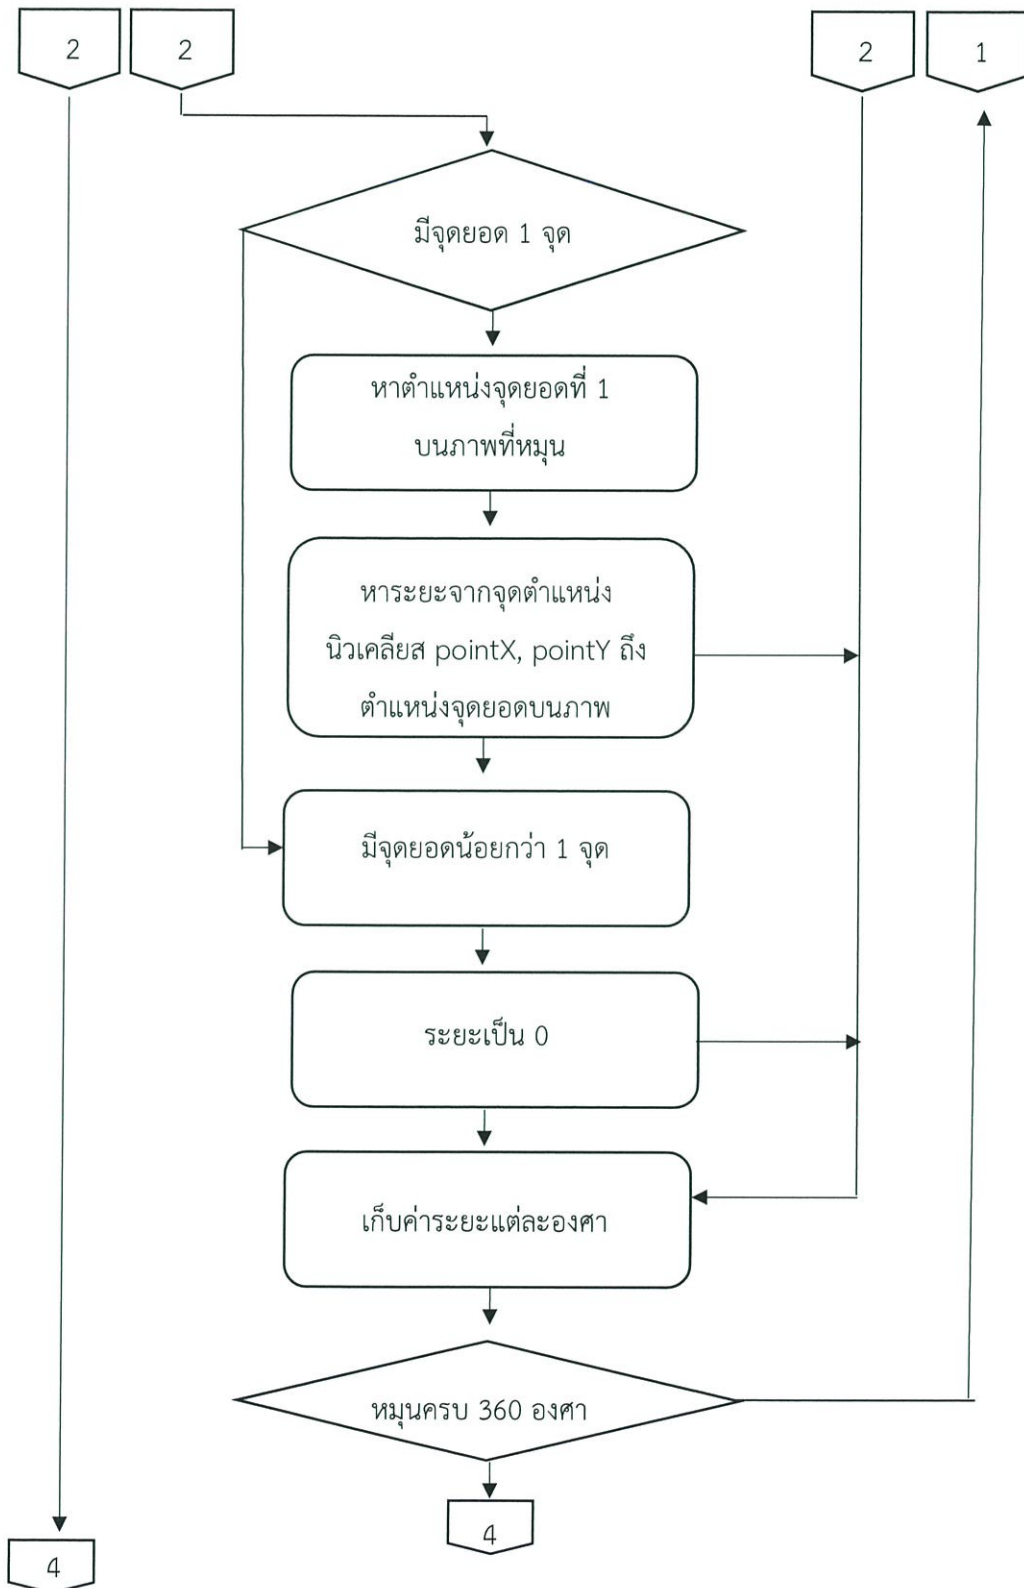 2
2
2
1
มีจุดยอด 1 จุด
หาตำแหน่งจุดยอดที่ 1
บนภาพที่หมุน
หาระยะจากจุดตำแหน่ง
นิวเคลียส pointX, pointY ถึง
ตำแหน่งจุดยอดบนภาพ
มีจุดยอดน้อยกว่า 1 จุด
ระยะเป็น 0
เก็บค่าระยะแต่ละองศา
หมุนครบ 360 องศา
4
4